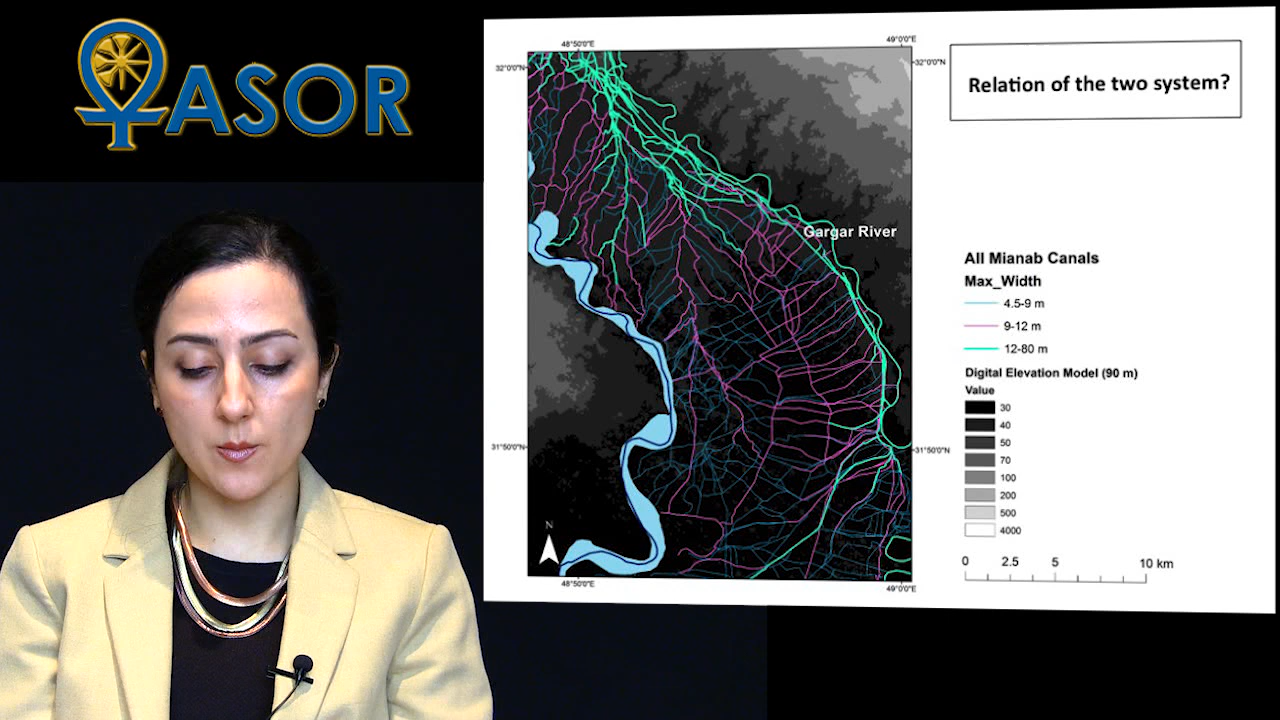 ASOR
48°50'0"E
49°0'0"E
32°0'0"N
32°0'0"N
Relation of the two system?
Gargar River
All Mianab Canals
Max_Width
4.5-9 m
9-12 m
12-80 m
Digital Elevation Model (90 m)
Value
30
40
50
70
100
200
500
4000
31°50'0"N
31°50'0"N
N
0 2.5 5 10 km
48°50'0"E
49°0'0"E